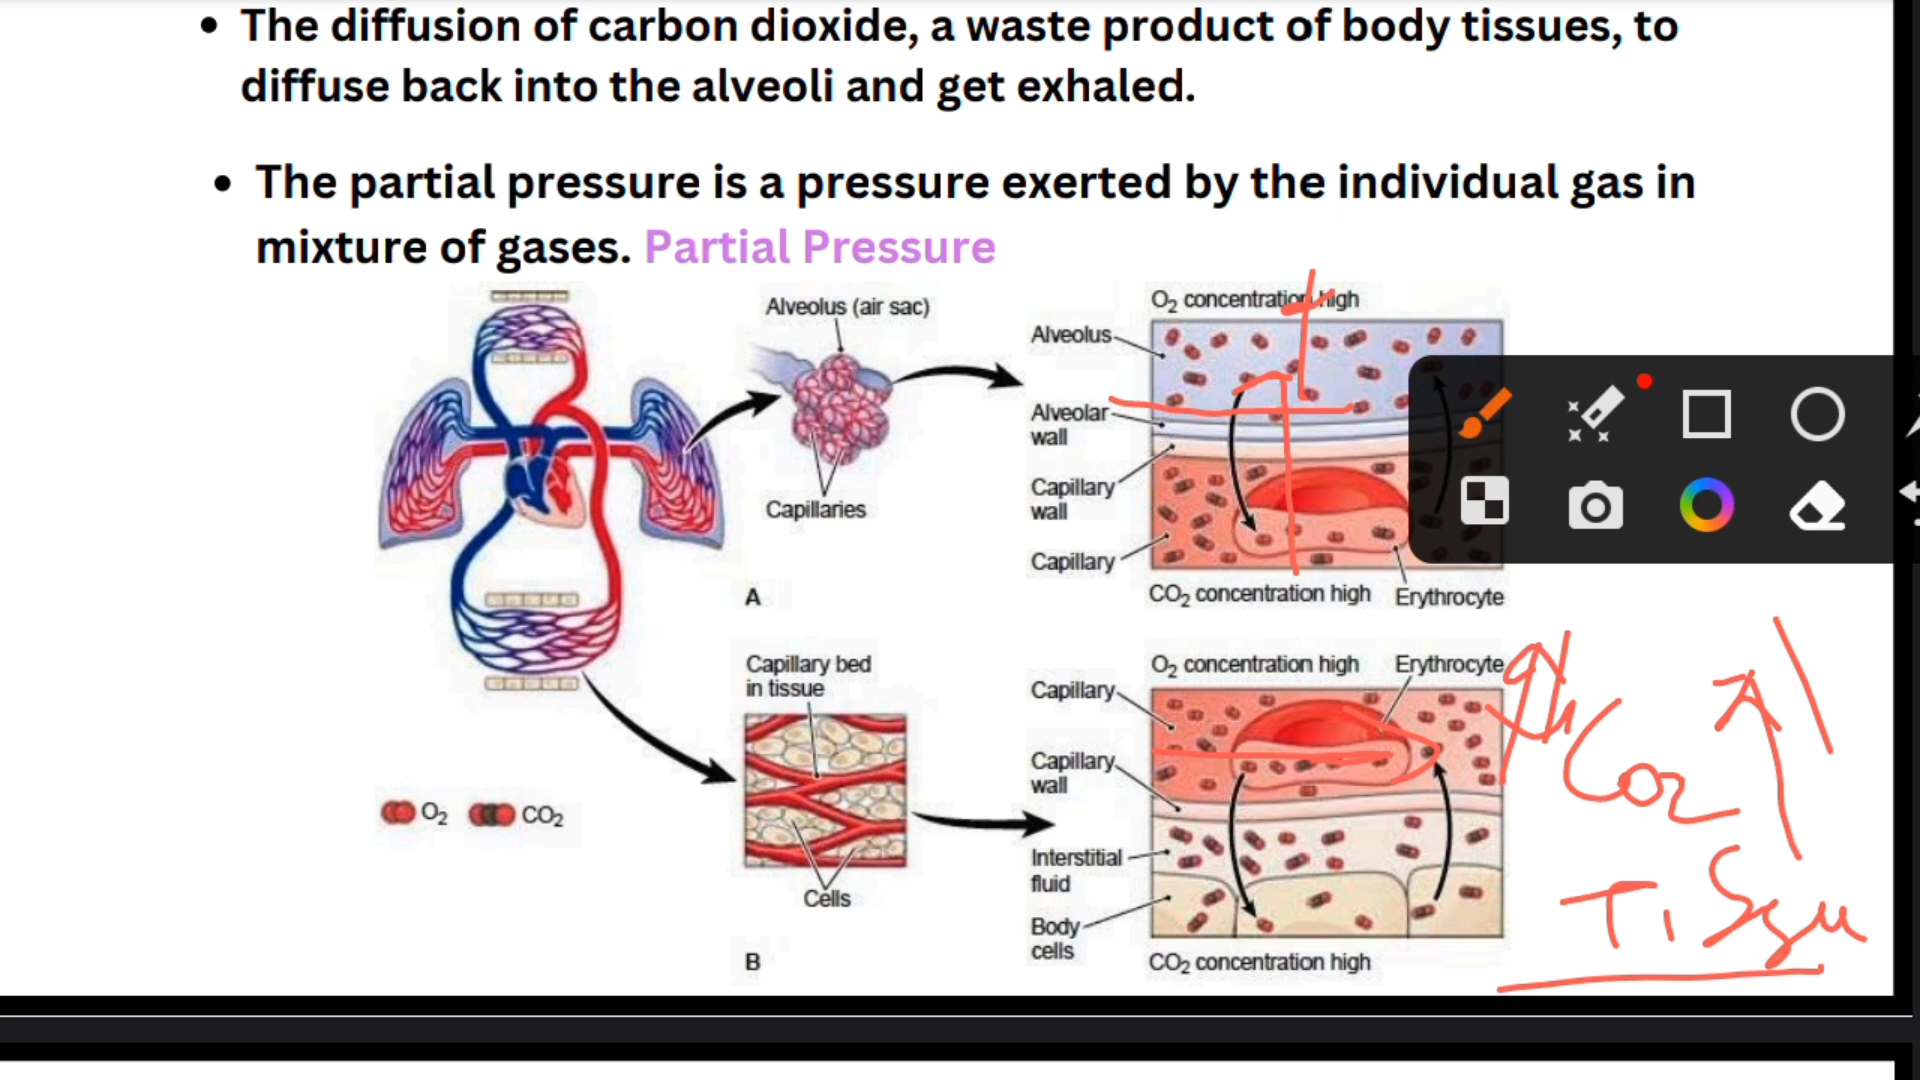 • The diffusion of carbon dioxide, a waste product of body tissues, to
diffuse back into the alveoli and get exhaled.
• The partial pressure is a pressure exerted by the individual gas in
mixture of gases. Partial Pressure
Alveolus (air sac)
Capillaries
A
O₂ concentration high
Alveolus
Alveolar
wall
Capillary
wall
Capillary
CO₂ concentration high
Erythrocyte
O₂
CO₂
Capillary bed
in tissue
Cells
B
O₂ concentration high
Erythrocyte
Capillary
Capillary
wall
Interstitial
fluid
Body
cells
CO₂ concentration high
CO2